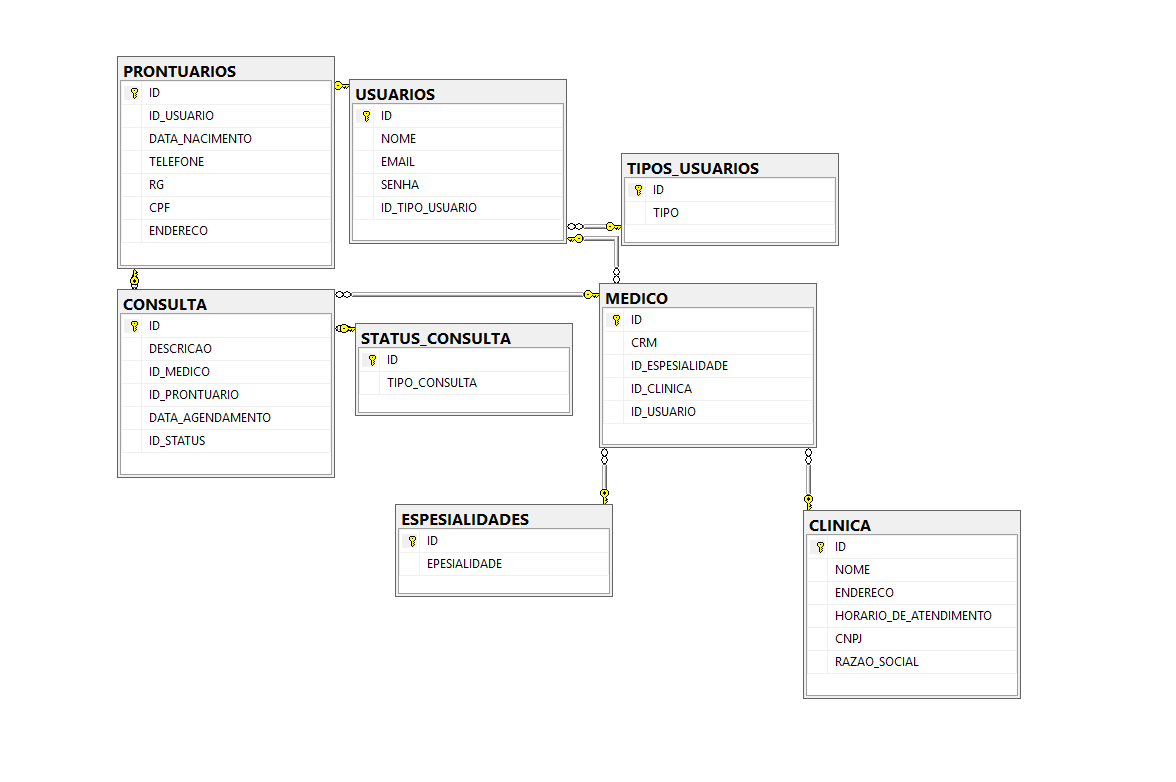 PRONTUARIOS
ID
ID_USUARIO
DATA_NACIMENTO
TELEFONE
RG
CPF
ENDERECO
USUARIOS
ID
NOME
EMAIL
SENHA
ID_TIPO_USUARIO
TIPOS_USUARIOS
ID
TIPO
CONSULTA
ID
DESCRICAO
ID_MEDICO
ID_PRONTUARIO
DATA_AGENDAMENTO
ID_STATUS
STATUS_CONSULTA
ID
TIPO_CONSULTA
MEDICO
ID
CRM
ID_ESPESIALIDADE
ID_CLINICA
ID_USUARIO
ESPESIALIDADES
ID
EPESIALIDADE
CLINICA
ID
NOME
ENDERECO
HORARIO_DE_ATENDIMENTO
CNPJ
RAZAO_SOCIAL